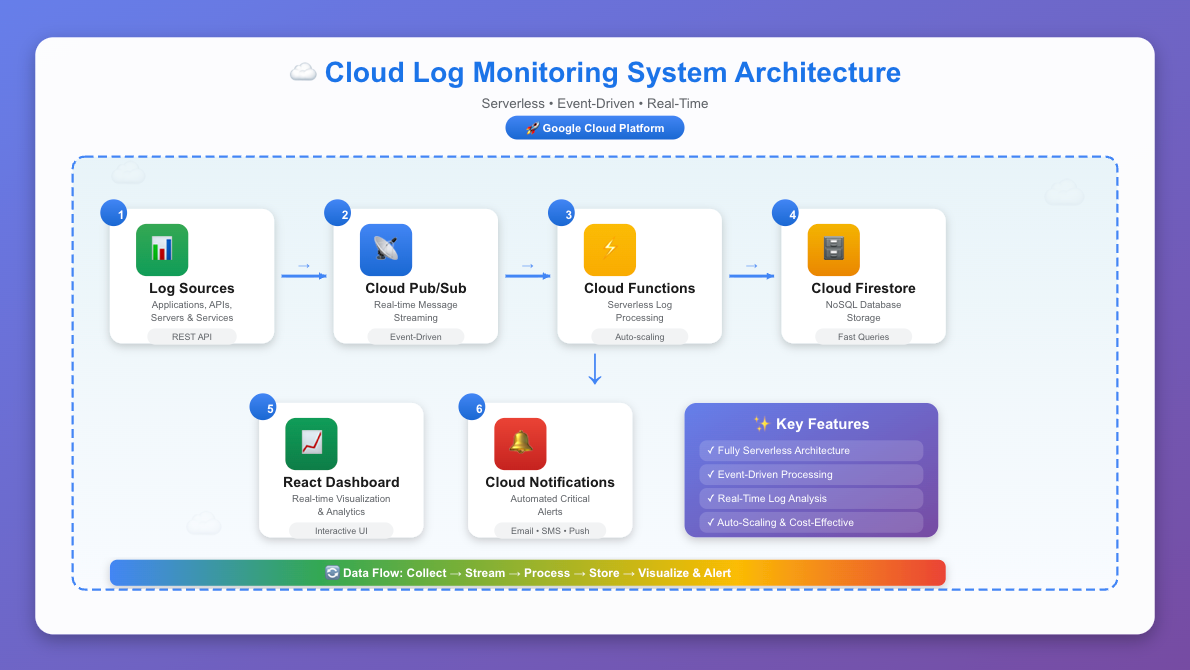 Cloud Log Monitoring System Architecture
Serverless • Event-Driven • Real-Time
🚀 Google Cloud Platform
1
2
3
4
→
→
→
Log Sources
Applications, APIs,
Servers & Services
REST API
Cloud Pub/Sub
Real-time Message
Streaming
Event-Driven
Cloud Functions
Serverless Log
Processing
Auto-scaling
Cloud Firestore
NoSQL Database
Storage
Fast Queries
5
6
React Dashboard
Real-time Visualization
& Analytics
Interactive UI
Cloud Notifications
Automated Critical
Alerts
Email • SMS • Push
✨ Key Features
✓ Fully Serverless Architecture
✓ Event-Driven Processing
✓ Real-Time Log Analysis
✓ Auto-Scaling & Cost-Effective
🔄 Data Flow: Collect → Stream → Process → Store → Visualize & Alert